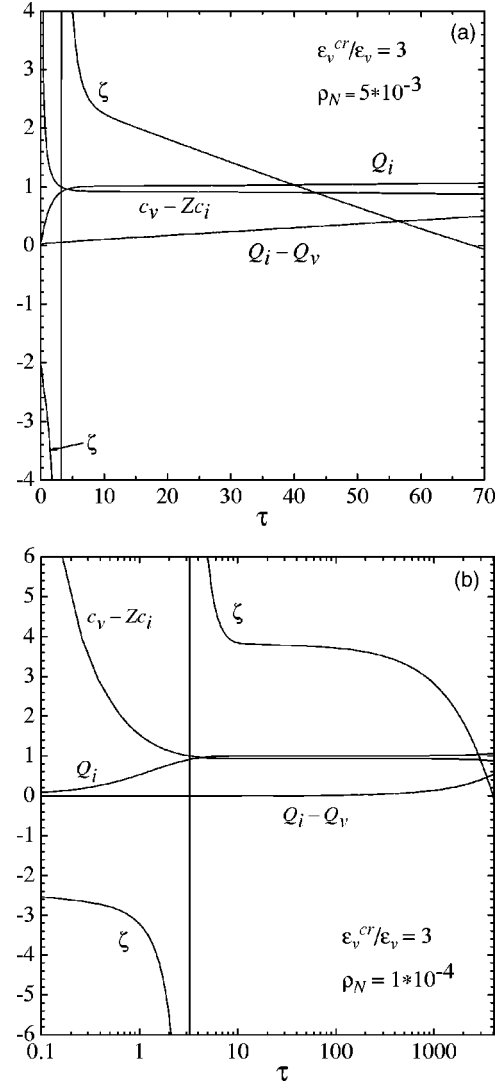 4
(a)
ε_v^cr/ε_v = 3
3
ζ
ρ_N = 5*10^-3
2
Q_i
1
c_v − Zc_i
Q_i − Q_v
0
-1
-2
-3
ζ
-4
0 10 20 30 40 50 60 70
τ
6
(b)
5
c_v − Zc_i
ζ
4
3
2
Q_i
1
0
Q_i − Q_v
-1
-2
-3
ζ
ε_v^cr/ε_v = 3
-4
-5
ρ_N = 1*10^-4
-6
0.1 1 10 100 1000
τ